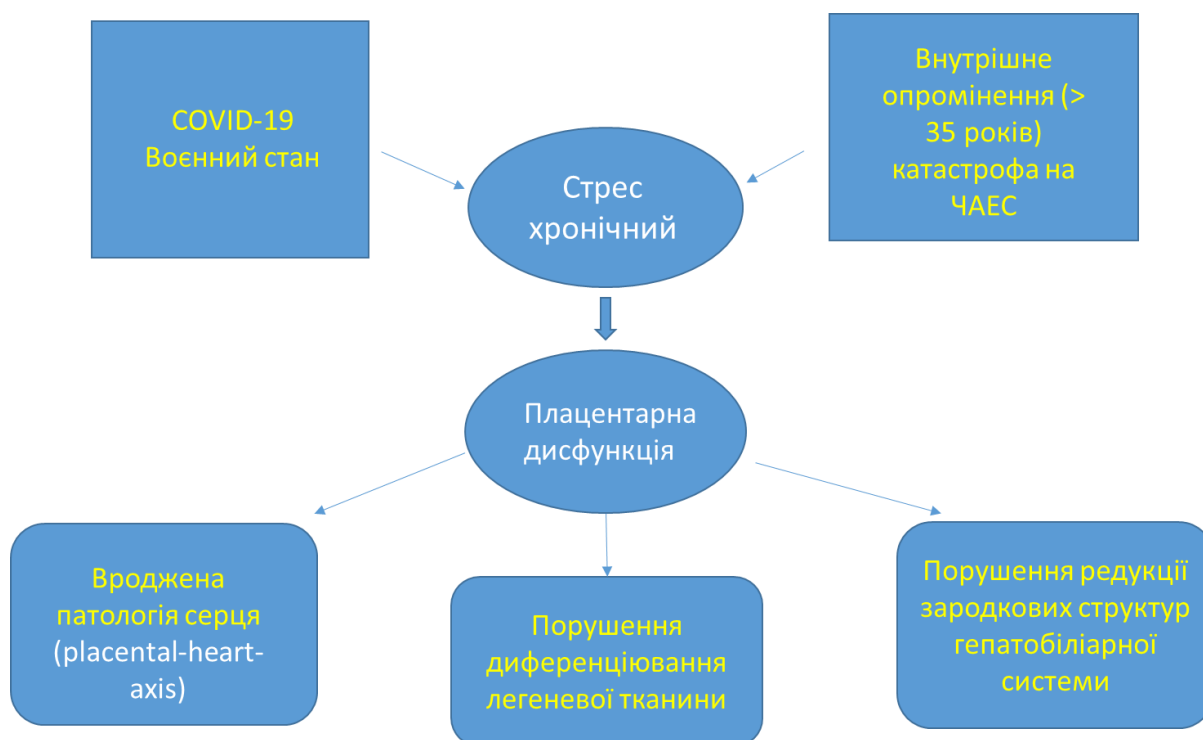 COVID-19
Воєнний стан
Внутрішне
опромінення (>
35 років)
катастрофа на
ЧАЕС
Стрес
хронічний
Плацентарна
дисфункція
Вроджена
патологія серця
(placental-heart-
axis)
Порушення
диференціювання
легеневої тканини
Порушення редукції
зародкових структур
гепатобіліарної
системи